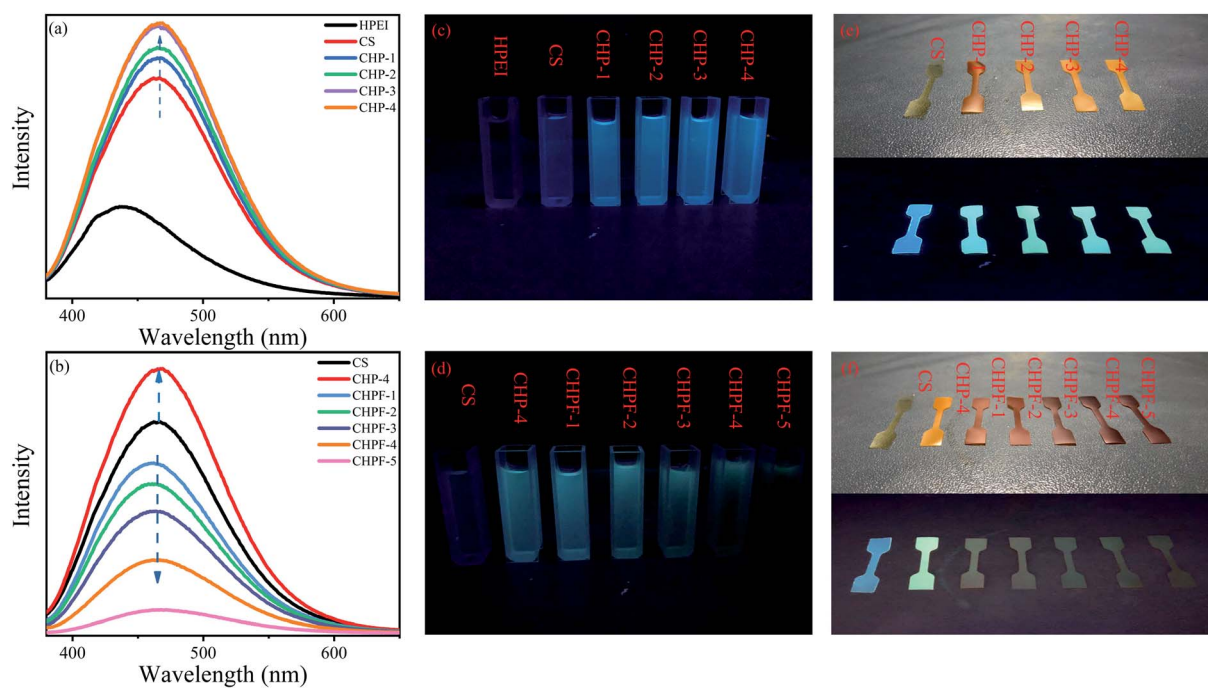 (a)
HPEI
CS
CHP-1
CHP-2
CHP-3
CHP-4
Intensity
400
500
600
Wavelength (nm)
(c)
HPEI
CS
CHP-1
CHP-2
CHP-3
CHP-4
(e)
CS
CHP-1
CHP-2
CHP-3
CHP-4
(b)
CS
CHP-4
CHPF-1
CHPF-2
CHPF-3
CHPF-4
CHPF-5
Intensity
400
500
600
Wavelength (nm)
(d)
CS
CHP-4
CHPF-1
CHPF-2
CHPF-3
CHPF-4
CHPF-5
(f)
CS
CHP-4
CHPF-1
CHPF-2
CHPF-3
CHPF-4
CHPF-5